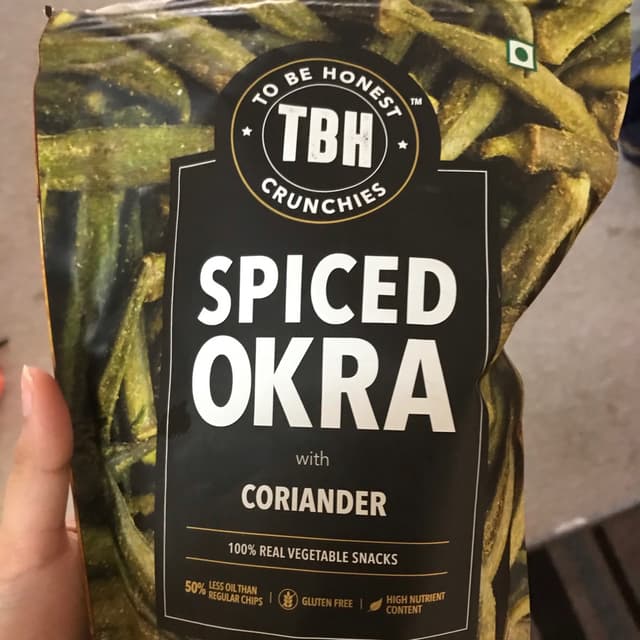 TO BE HONEST
TBH
™
CRUNCHIES
SPICED
OKRA
with
CORIANDER
100% REAL VEGETABLE SNACKS
50% LESS OIL THAN
REGULAR CHIPS
GLUTEN FREE
HIGH NUTRIENT
CONTENT